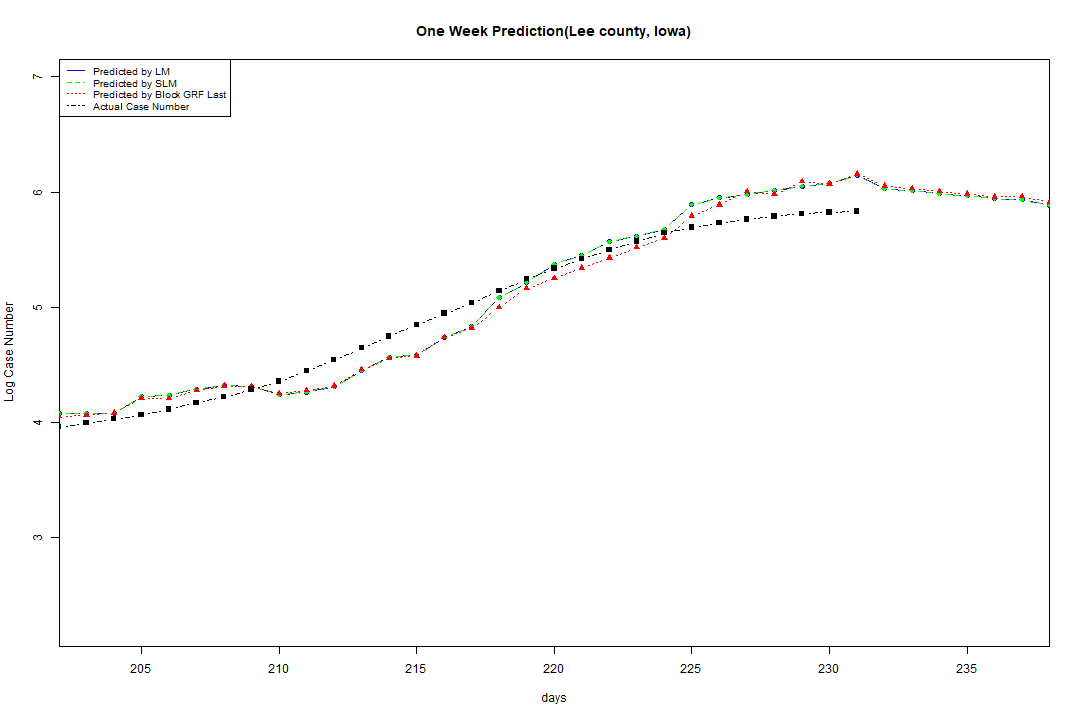 One Week Prediction(Lee county, Iowa)
Predicted by LM
Predicted by SLM
Predicted by Block GRF Last
Actual Case Number
7
6
5
4
3
Log Case Number
205 210 215 220 225 230 235
days